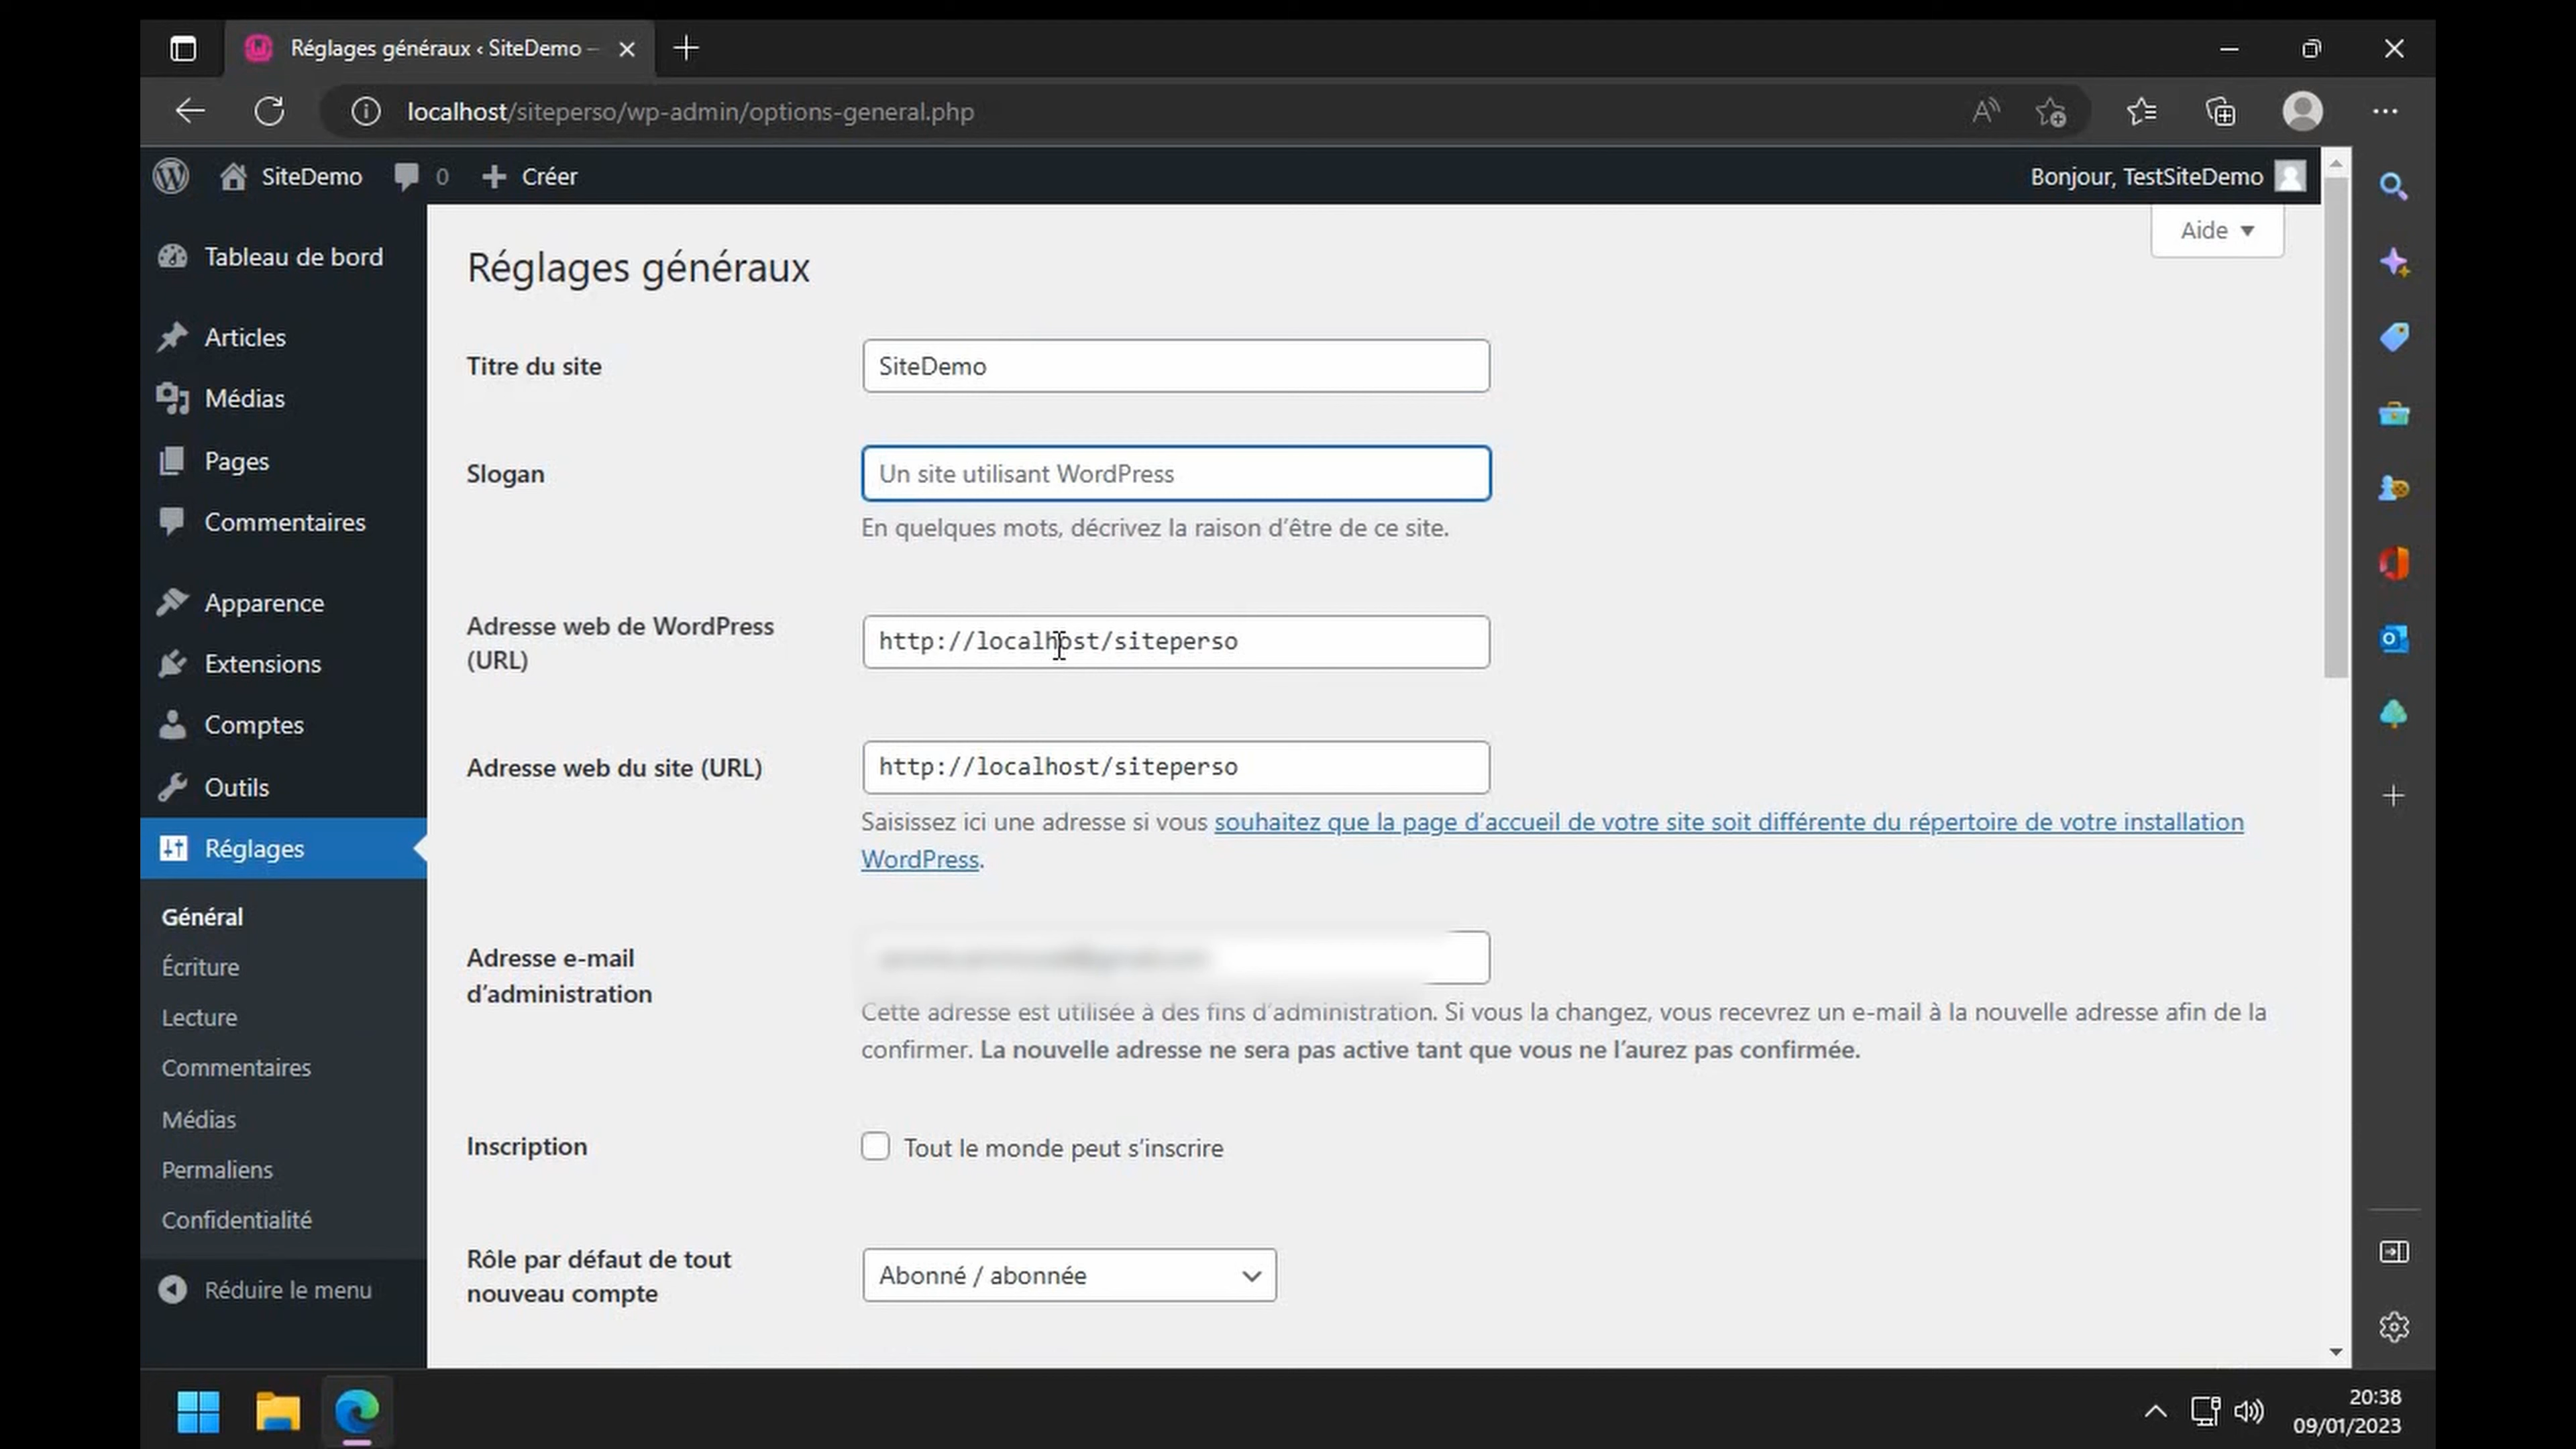 Réglages généraux ‹ SiteDemo —
localhost/siteperso/wp-admin/options-general.php
SiteDemo
0
Créer
Bonjour, TestSiteDemo
Aide
Tableau de bord
Articles
Médias
Pages
Commentaires
Apparence
Extensions
Comptes
Outils
Réglages
Général
Écriture
Lecture
Commentaires
Médias
Permaliens
Confidentialité
Réduire le menu
Réglages généraux
Titre du site
SiteDemo
Slogan
Un site utilisant WordPress
En quelques mots, décrivez la raison d’être de ce site.
Adresse web de WordPress
(URL)
http://localhost/siteperso
Adresse web du site (URL)
http://localhost/siteperso
Saisissez ici une adresse si vous souhaitez que la page d’accueil de votre site soit différente du répertoire de votre installation
WordPress.
Adresse e-mail
d’administration
Cette adresse est utilisée à des fins d’administration. Si vous la changez, vous recevrez un e-mail à la nouvelle adresse afin de la
confirmer. La nouvelle adresse ne sera pas active tant que vous ne l’aurez pas confirmée.
Inscription
Tout le monde peut s’inscrire
Rôle par défaut de tout
nouveau compte
Abonné / abonnée
20:38
09/01/2023